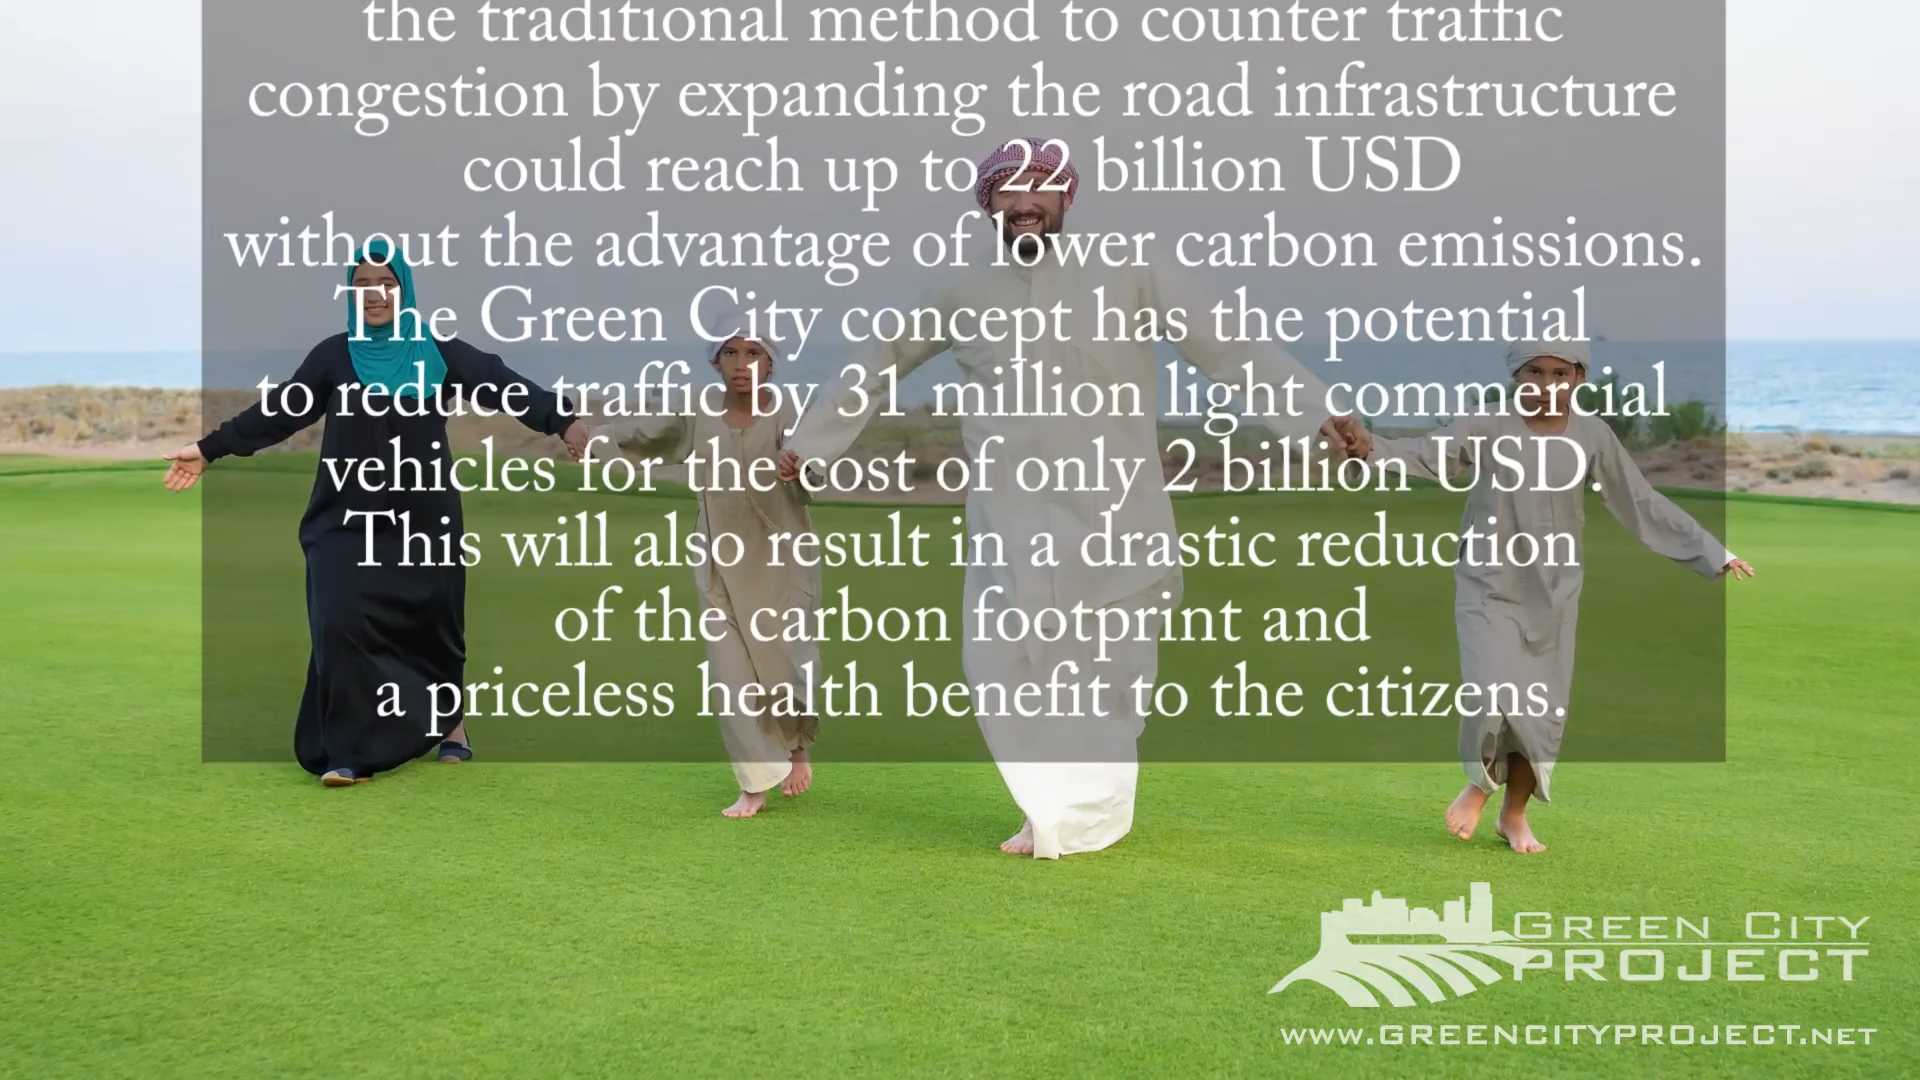 the traditional method to counter traffic
congestion by expanding the road infrastructure
could reach up to 22 billion USD
without the advantage of lower carbon emissions.
The Green City concept has the potential
to reduce traffic by 31 million light commercial
vehicles for the cost of only 2 billion USD.
This will also result in a drastic reduction
of the carbon footprint and
a priceless health benefit to the citizens.
GREEN CITY
PROJECT
WWW.GREENCITYPROJECT.NET